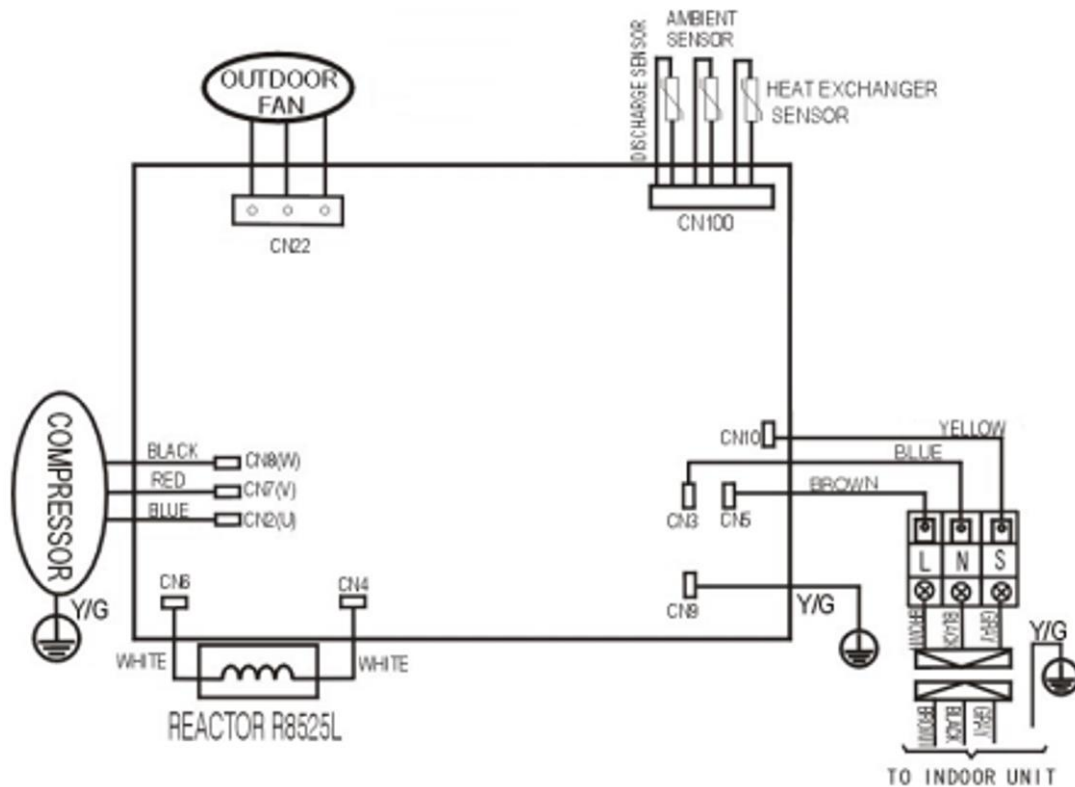 OUTDOOR
FAN
CN22
DISCHARGE SENSOR
AMBIENT
SENSOR
HEAT EXCHANGER
SENSOR
CN100
COMPRESSOR
BLACK
CN8(W)
RED
CN7(V)
BLUE
CN2(U)
Y/G
CN6
CN4
WHITE
WHITE
REACTOR R8525L
CN10
YELLOW
BLUE
BROWN
CN3
CN5
CN9
Y/G
L
N
S
BROWN
BLACK
GRAY
Y/G
BROWN
BLACK
GRAY
TO INDOOR UNIT